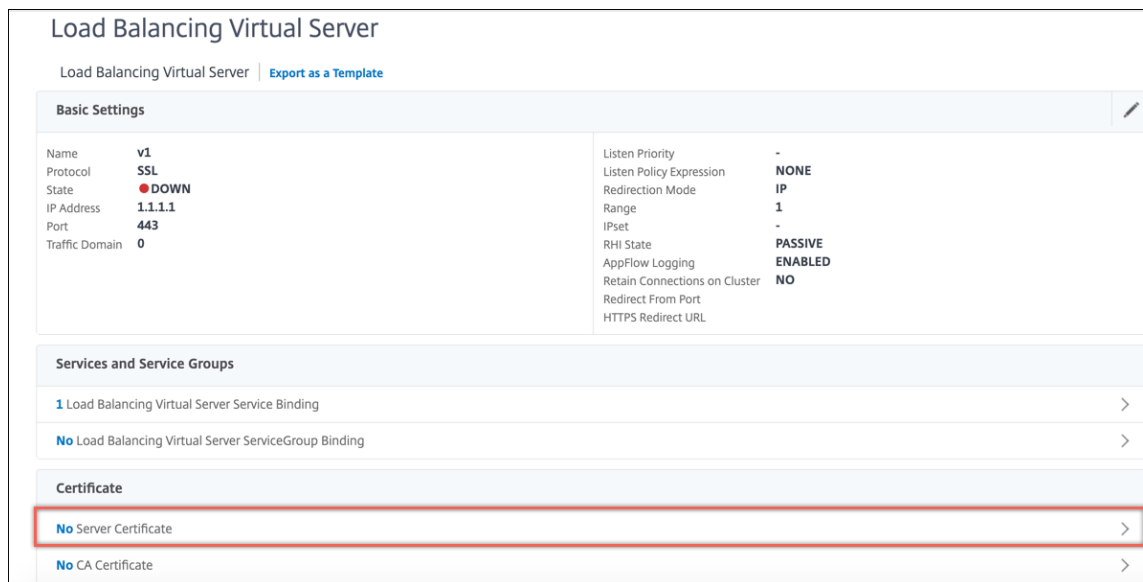 Load Balancing Virtual Server
Load Balancing Virtual Server | Export as a Template
Basic Settings
Name v1
Protocol SSL
State DOWN
IP Address 1.1.1.1
Port 443
Traffic Domain 0
Listen Priority -
Listen Policy Expression NONE
Redirection Mode IP
Range 1
IPset -
RHI State PASSIVE
AppFlow Logging ENABLED
Retain Connections on Cluster NO
Redirect From Port
HTTPS Redirect URL
Services and Service Groups
1 Load Balancing Virtual Server Service Binding
No Load Balancing Virtual Server ServiceGroup Binding
Certificate
No Server Certificate
No CA Certificate